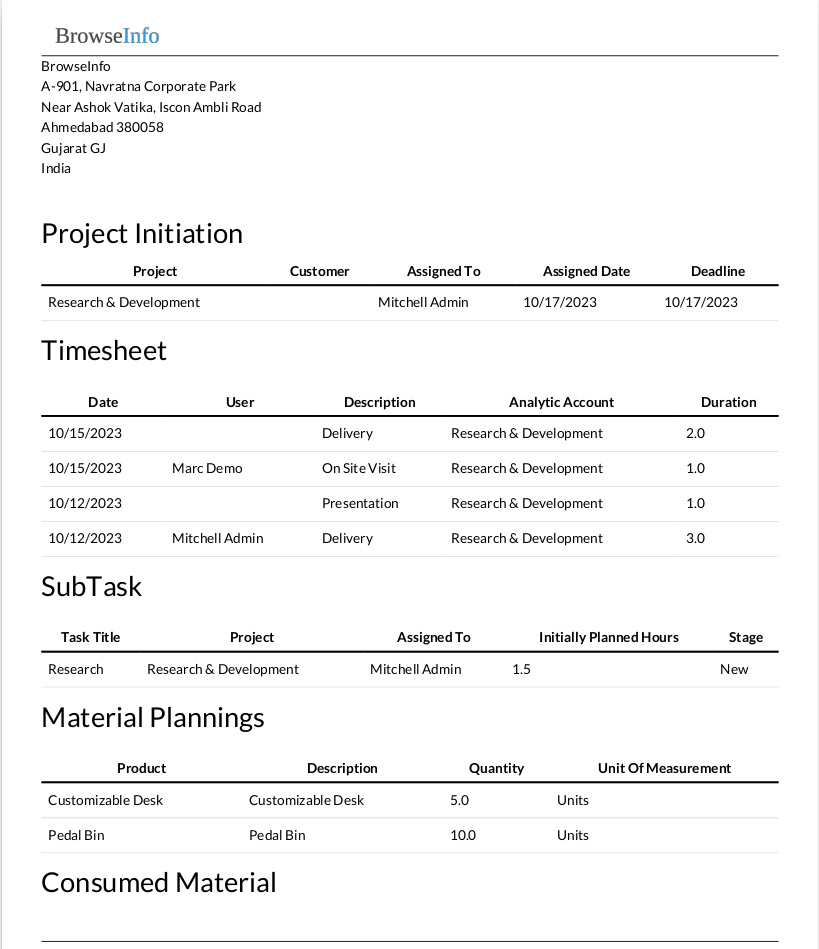 BrowseInfo
BrowseInfo
A-901, Navratna Corporate Park
Near Ashok Vatika, Iscon Ambli Road
Ahmedabad 380058
Gujarat GJ
India
Project Initiation
Project Customer Assigned To Assigned Date Deadline
Research & Development Mitchell Admin 10/17/2023 10/17/2023
Timesheet
Date User Description Analytic Account Duration
10/15/2023 Delivery Research & Development 2.0
10/15/2023 Marc Demo On Site Visit Research & Development 1.0
10/12/2023 Presentation Research & Development 1.0
10/12/2023 Mitchell Admin Delivery Research & Development 3.0
SubTask
Task Title Project Assigned To Initially Planned Hours Stage
Research Research & Development Mitchell Admin 1.5 New
Material Plannings
Product Description Quantity Unit Of Measurement
Customizable Desk Customizable Desk 5.0 Units
Pedal Bin Pedal Bin 10.0 Units
Consumed Material